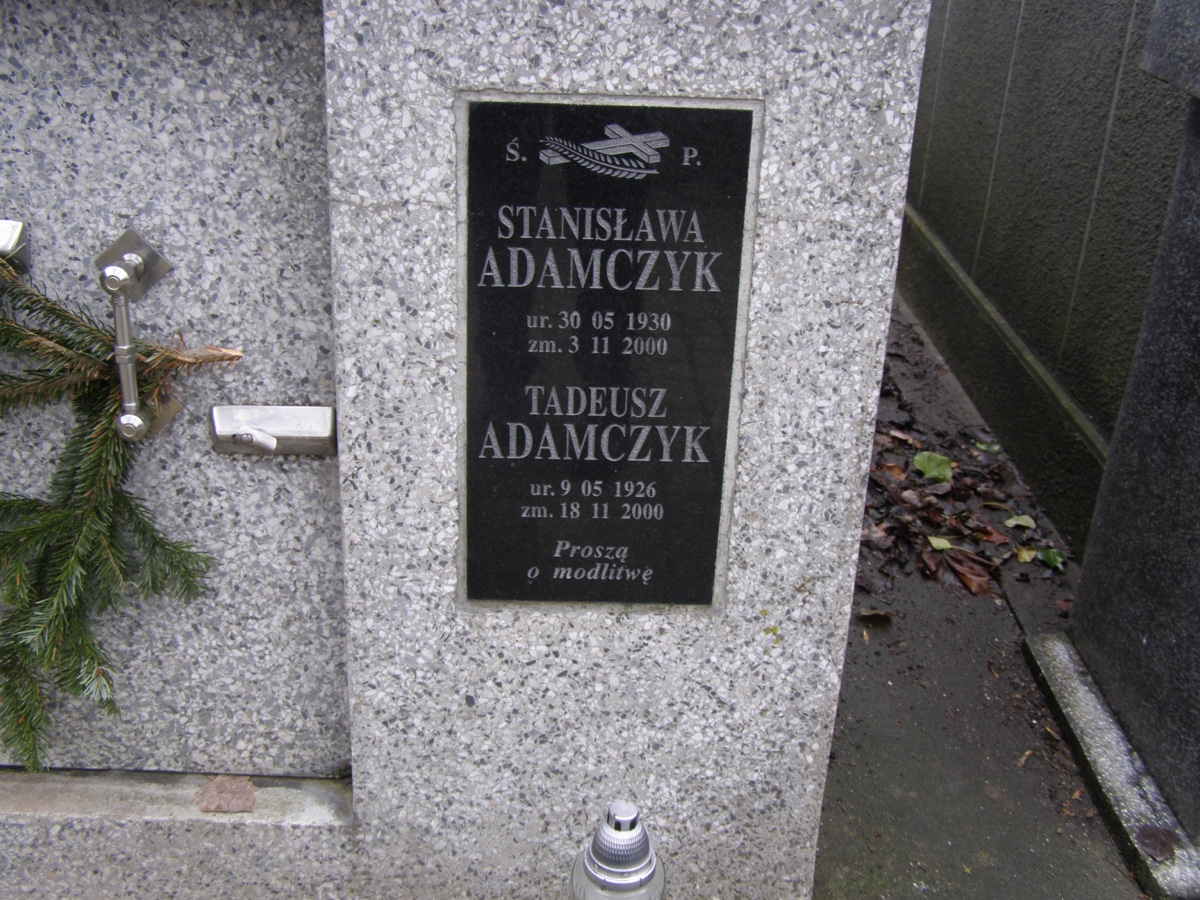 Ś. P.
STANISŁAWA
ADAMCZYK
ur. 30 05 1930
zm. 3 11 2000
TADEUSZ
ADAMCZYK
ur. 9 05 1926
zm. 18 11 2000
Proszą
o modlitwę